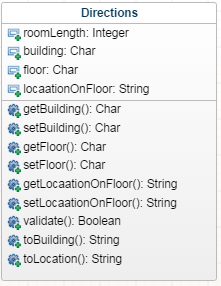 Directions
roomLength: Integer
building: Char
floor: Char
locaationOnFloor: String
getBuilding(): Char
setBuilding(): Char
getFloor(): Char
setFloor(): Char
getLocaationOnFloor(): String
setLocaationOnFloor(): String
validate(): Boolean
toBuilding(): String
toLocation(): String